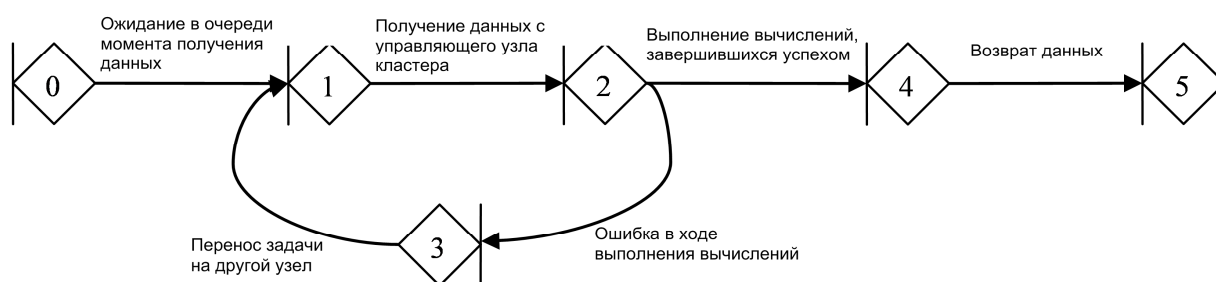 Ожидание в очереди
момента получения
данных
Получение данных с
управляющего узла
кластера
Выполнение вычислений,
завершившихся успехом
Возврат данных
0
1
2
4
5
3
Перенос задачи
на другой узел
Ошибка в ходе
выполнения вычислений